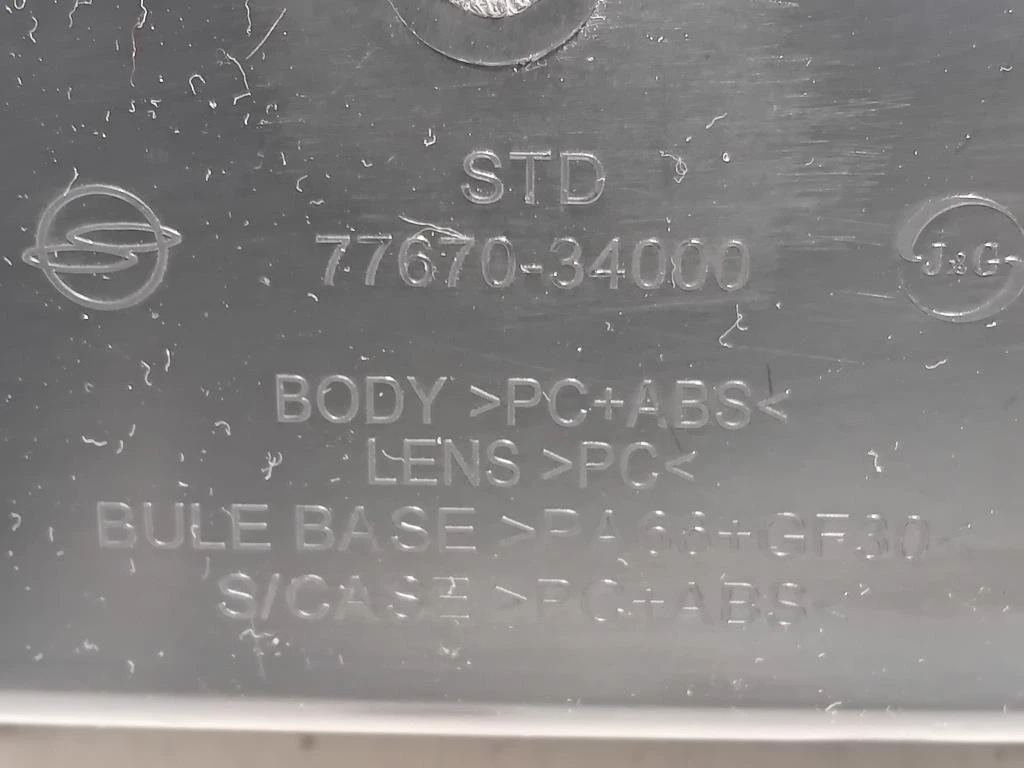 STD
77670-34000
J&G
BODY >PC+ABS<
LENS >PC<
BULE BASE >PA66+GF30
S/CASE >PC+ABS<